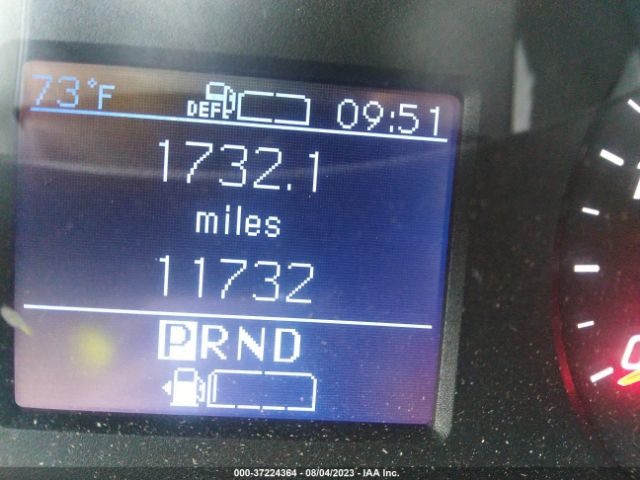 73°F DEF 09:51
1732.1
miles
11732
PRND
000-37224364 - 08/04/2023 - IAA Inc.